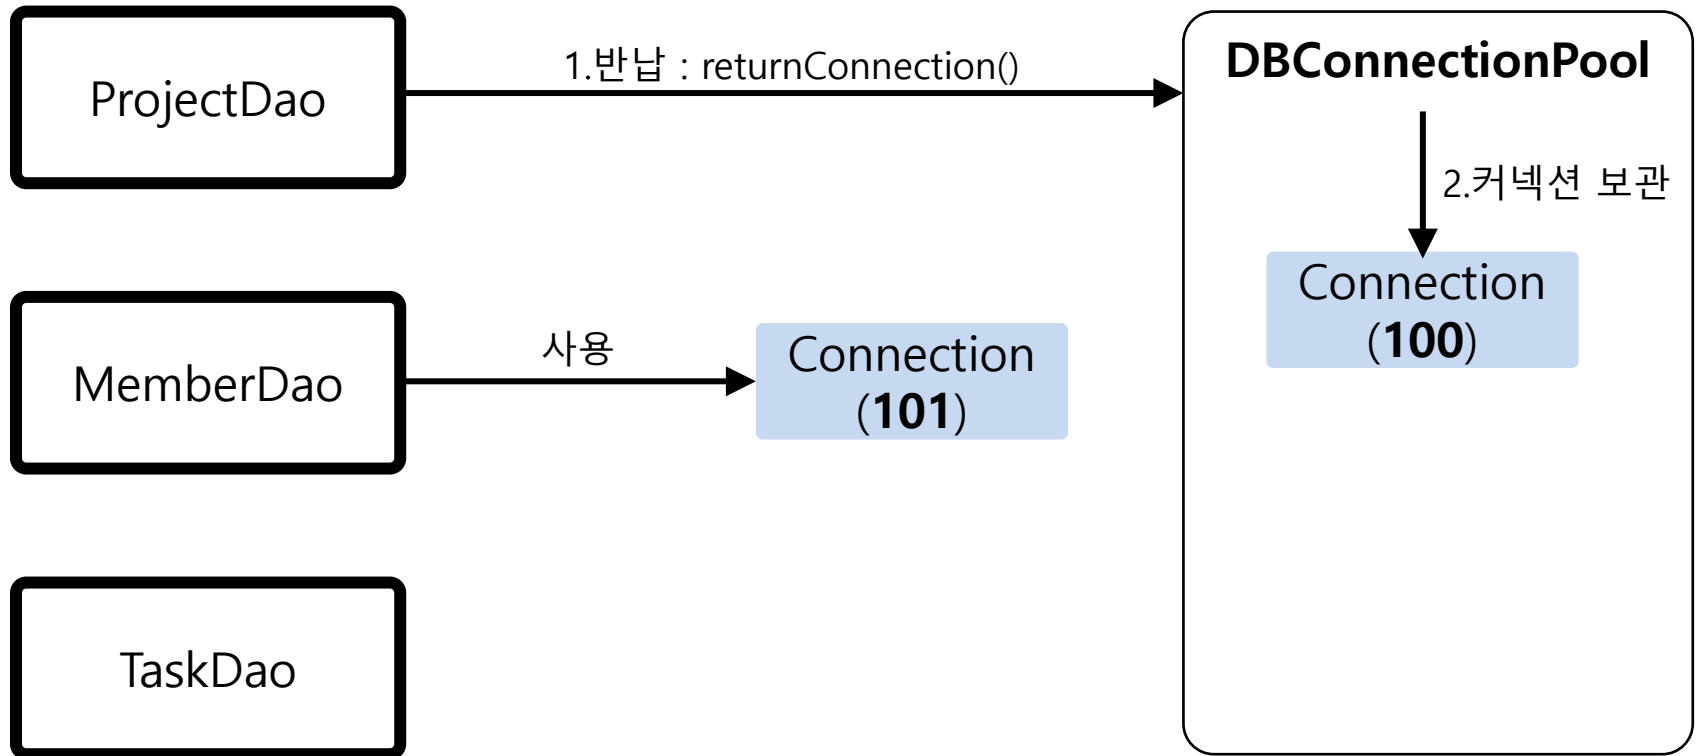 ProjectDao
1.반납 : returnConnection()
DBConnectionPool
2.커넥션 보관
Connection
(100)
MemberDao
사용
Connection
(101)
TaskDao